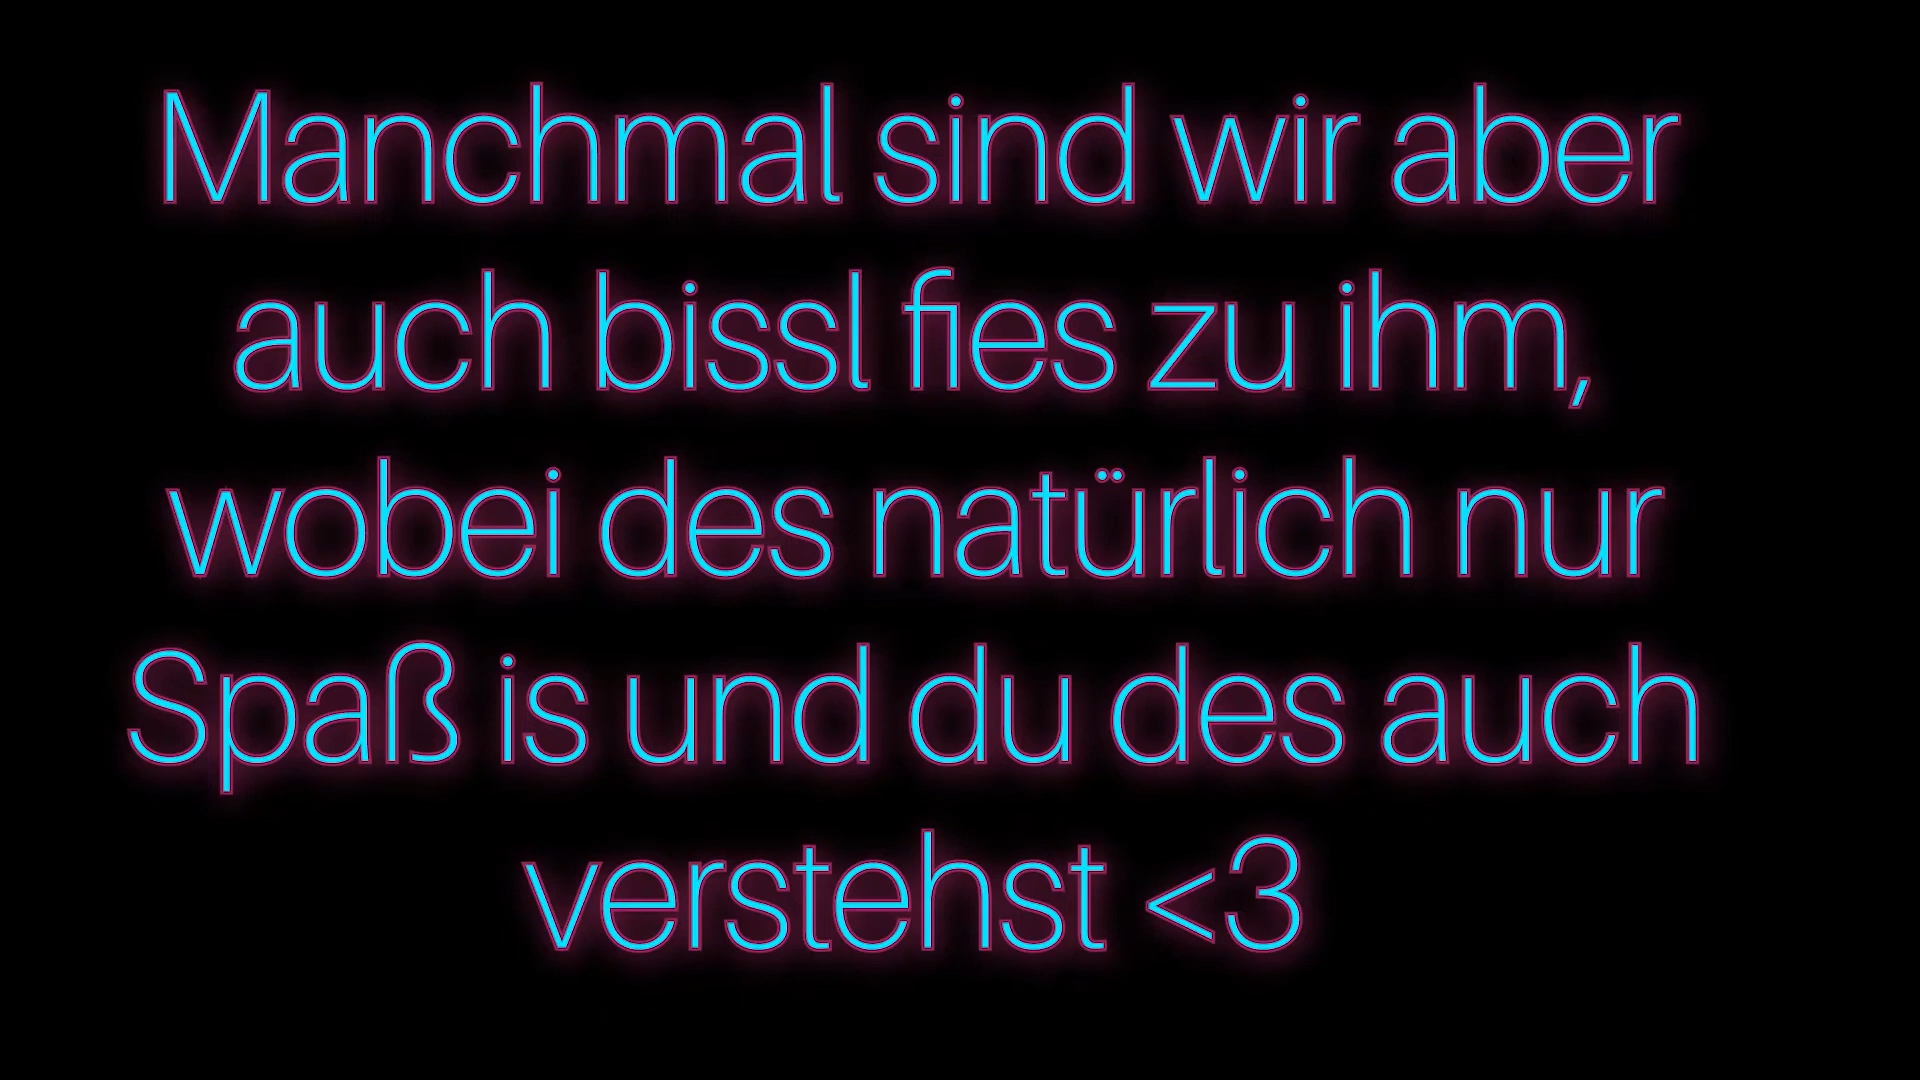 Manchmal sind wir aber
auch bissl fies zu ihm,
wobei des natürlich nur
Spaß is und du des auch
verstehst <3